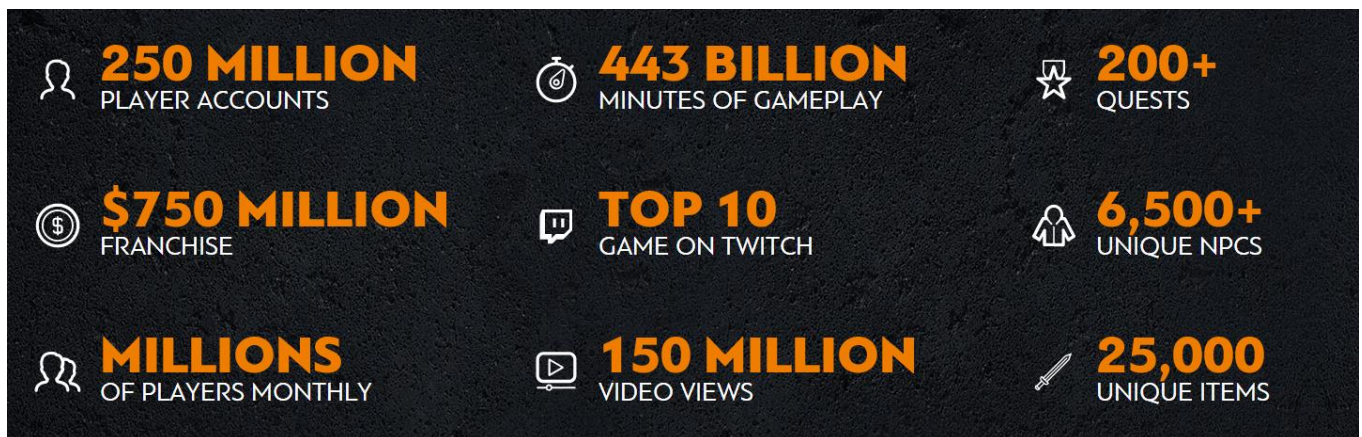 250 MILLION
PLAYER ACCOUNTS
443 BILLION
MINUTES OF GAMEPLAY
200+
QUESTS
$750 MILLION
FRANCHISE
TOP 10
GAME ON TWITCH
6,500+
UNIQUE NPCS
MILLIONS
OF PLAYERS MONTHLY
150 MILLION
VIDEO VIEWS
25,000
UNIQUE ITEMS